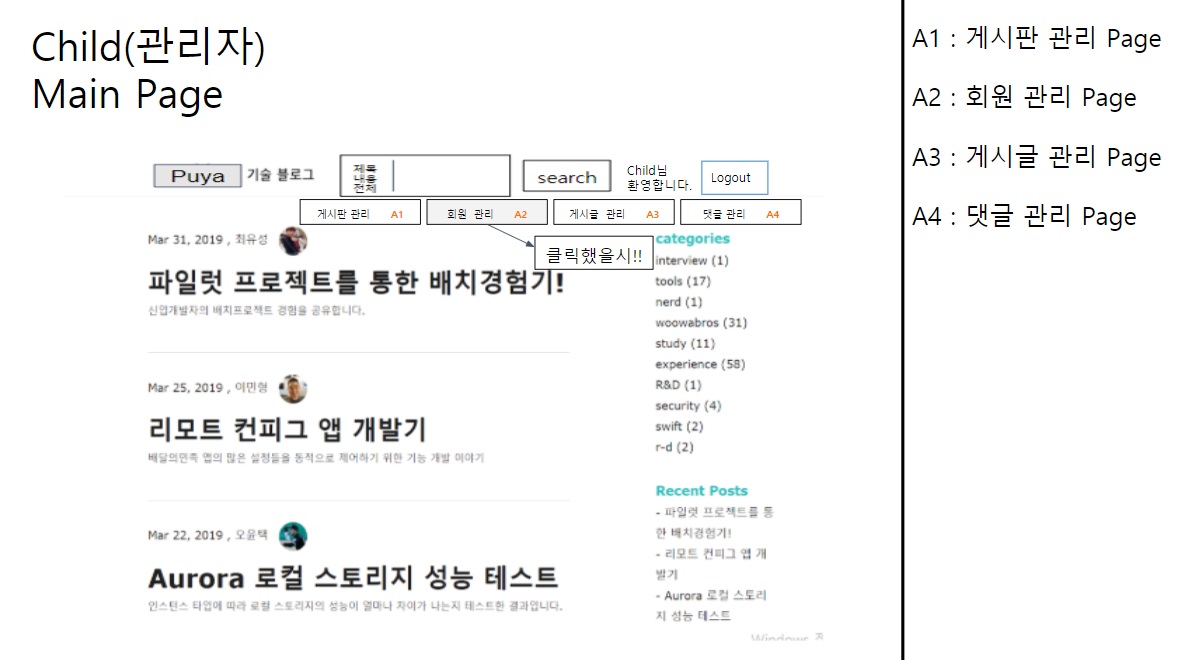 Child(관리자)
Main Page
Puya 기술 블로그
제목
내용
전체
search
Child님
환영합니다.
Logout
게시판 관리 A1
회원 관리 A2
게시글 관리 A3
댓글 관리 A4
클릭했을시!!
Mar 31, 2019 , 최유성
파일럿 프로젝트를 통한 배치경험기!
신입개발자의 배치프로젝트 경험을 공유합니다.
Mar 25, 2019 , 이민형
리모트 컨피그 앱 개발기
배달의민족 앱의 많은 설정들을 동적으로 제어하기 위한 기능 개발 이야기
Mar 22, 2019 , 오윤택
Aurora 로컬 스토리지 성능 테스트
인스턴스 타입에 따라 로컬 스토리지의 성능이 얼마나 차이가 나는지 테스트한 결과입니다.
categories
interview (1)
tools (17)
nerd (1)
woowabros (31)
study (11)
experience (58)
R&D (1)
security (4)
swift (2)
r-d (2)
Recent Posts
- 파일럿 프로젝트를 통
한 배치경험기!
- 리모트 컨피그 앱 개
발기
- Aurora 로컬 스토리
지 성능 테스트
Windows
A1 : 게시판 관리 Page
A2 : 회원 관리 Page
A3 : 게시글 관리 Page
A4 : 댓글 관리 Page